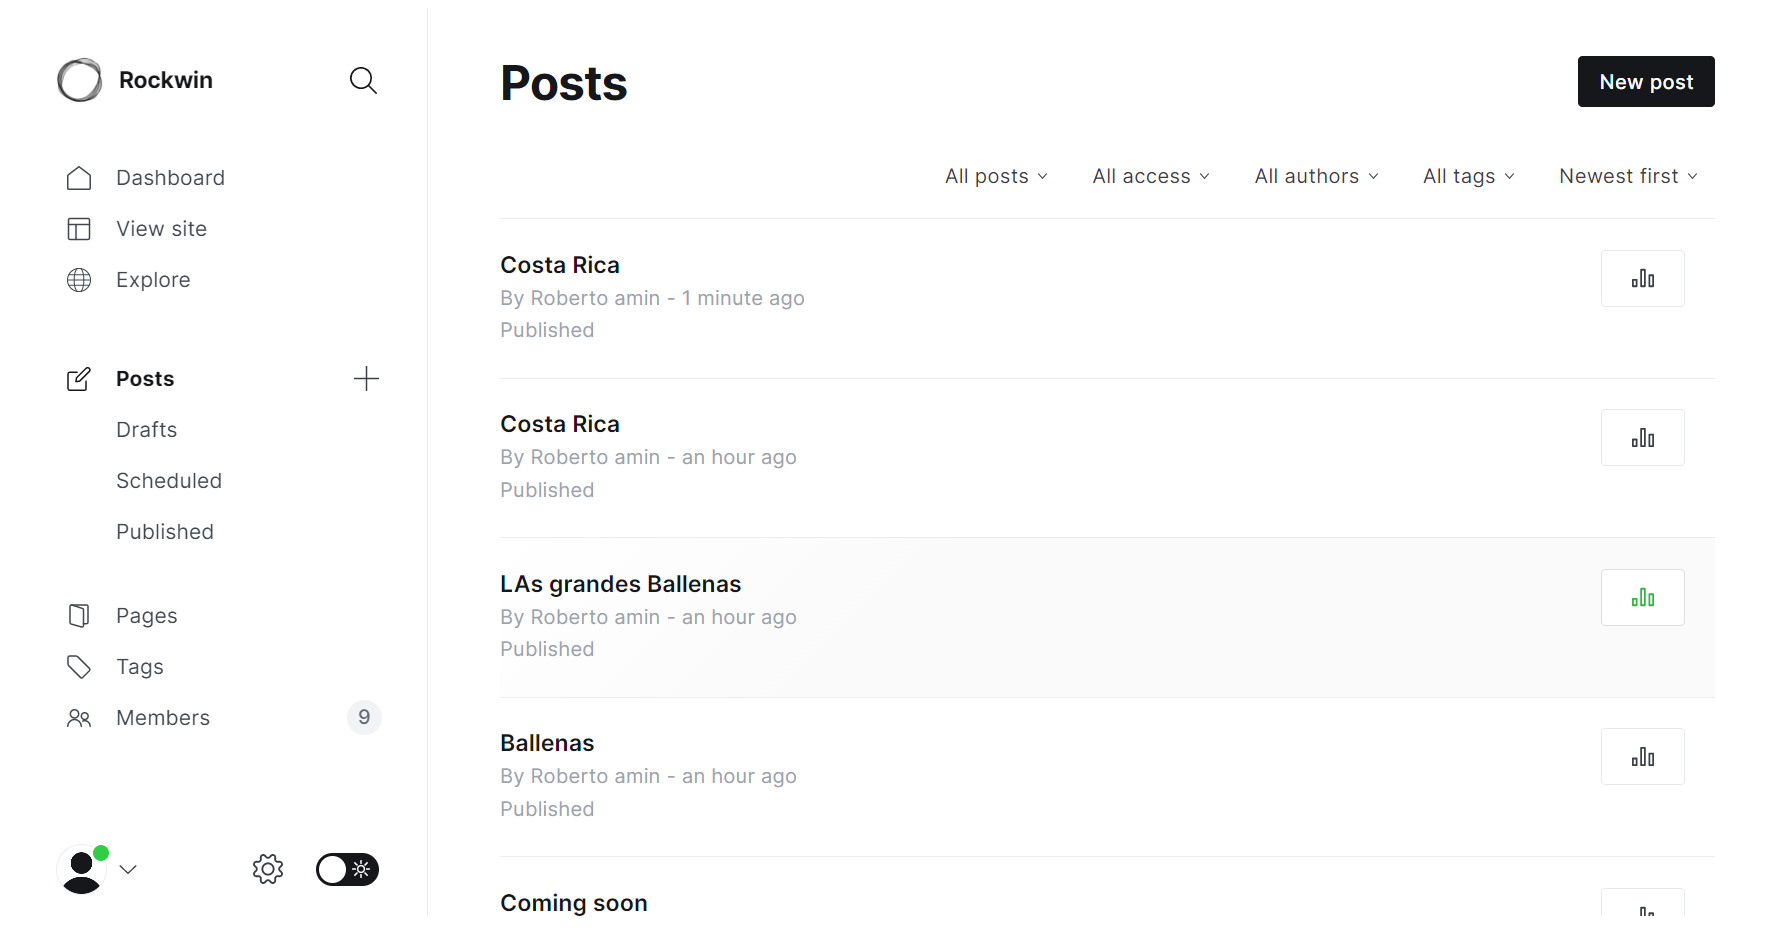 Rockwin
Dashboard
View site
Explore
Posts
Drafts
Scheduled
Published
Pages
Tags
Members 9
Posts
New post
All posts All access All authors All tags Newest first
Costa Rica
By Roberto amin - 1 minute ago
Published
Costa Rica
By Roberto amin - an hour ago
Published
LAs grandes Ballenas
By Roberto amin - an hour ago
Published
Ballenas
By Roberto amin - an hour ago
Published
Coming soon